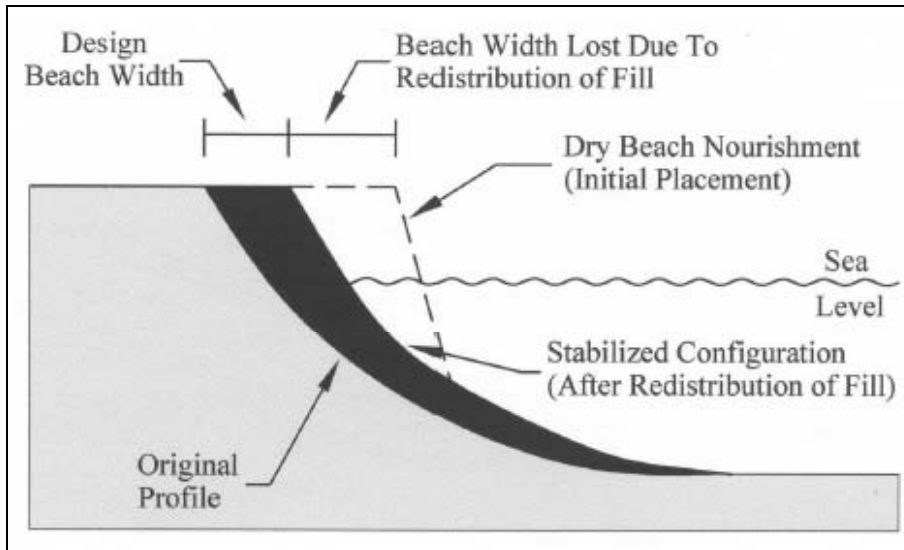 Design
Beach Width
Beach Width Lost Due To
Redistribution of Fill
Dry Beach Nourishment
(Initial Placement)
Sea
Level
Stabilized Configuration
(After Redistribution of Fill)
Original
Profile